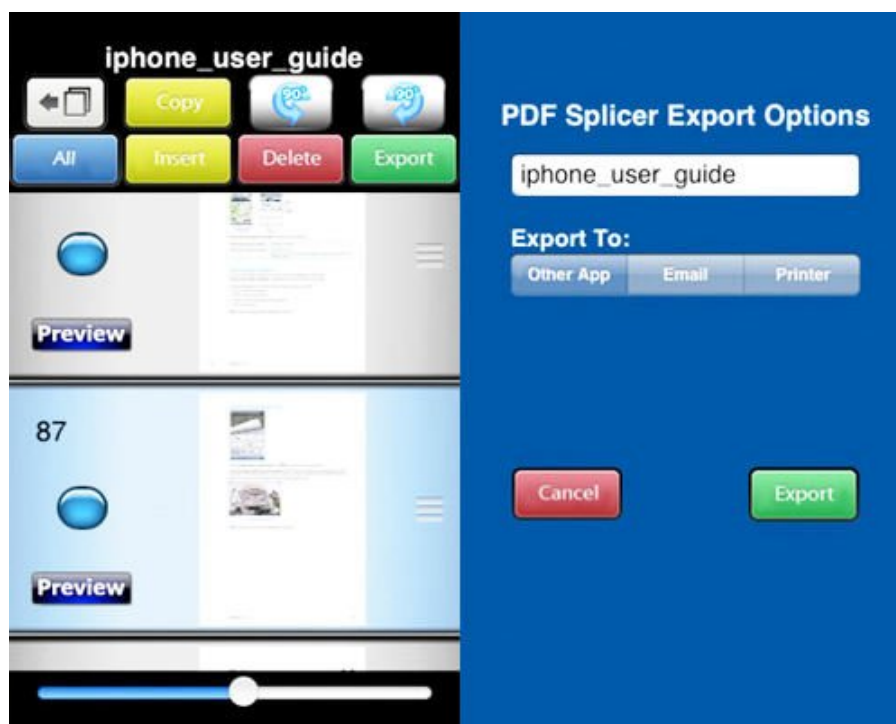 iphone_user_guide
Copy
90°
90°
All
Insert
Delete
Export
Preview
87
Preview
PDF Splicer Export Options
iphone_user_guide
Export To:
Other App
Email
Printer
Cancel
Export